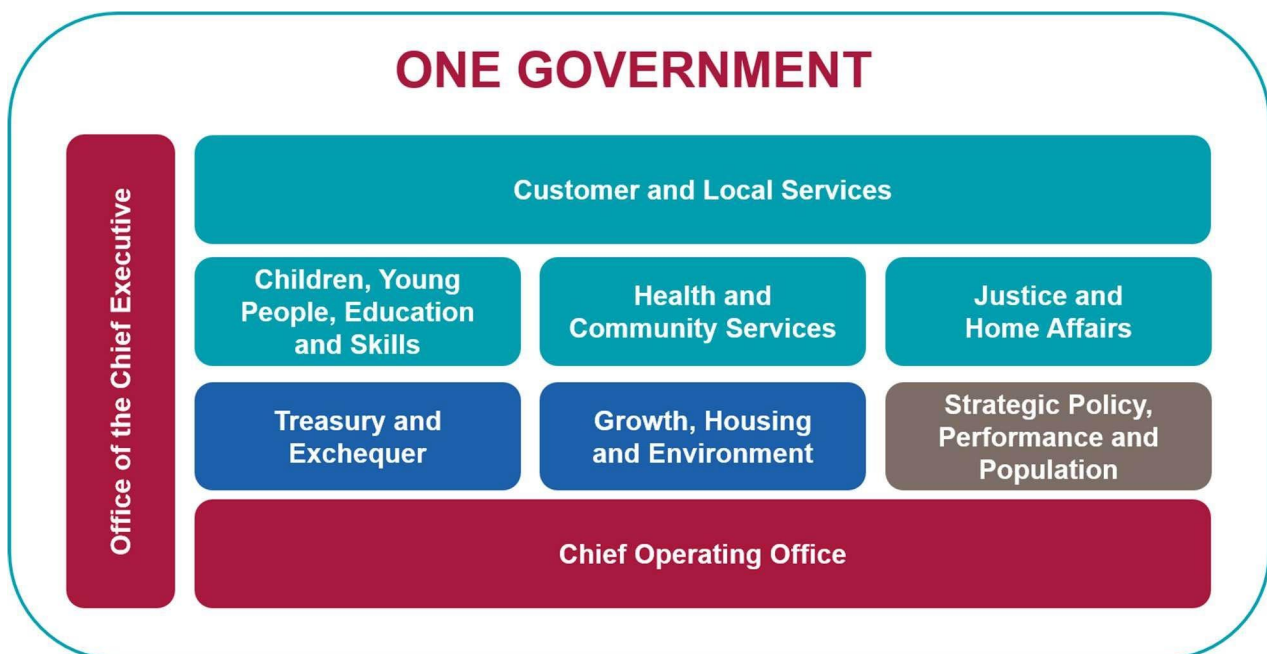 ONE GOVERNMENT
Office of the Chief Executive
Customer and Local Services
Children, Young
People, Education
and Skills
Health and
Community Services
Justice and
Home Affairs
Treasury and
Exchequer
Growth, Housing
and Environment
Strategic Policy,
Performance and
Population
Chief Operating Office